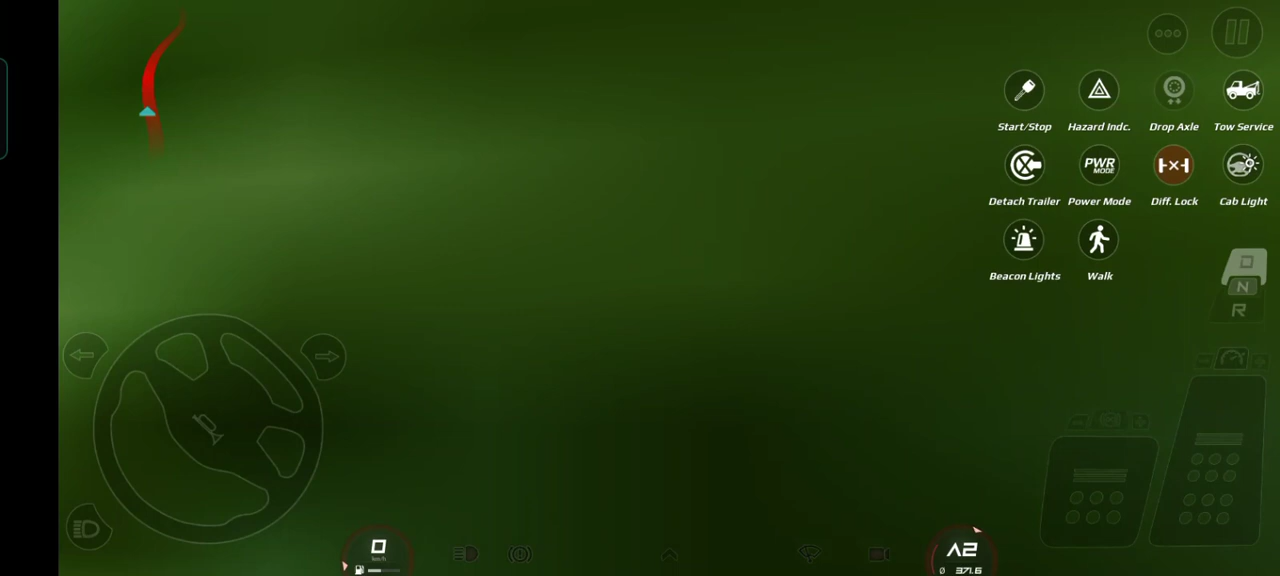 Start/Stop
Hazard Indc.
Drop Axle
Tow Service
PWR
MODE
Detach Trailer
Power Mode
Diff. Lock
Cab Light
Beacon Lights
Walk
D
N
R
0
km/h
A2
Ø 371.6